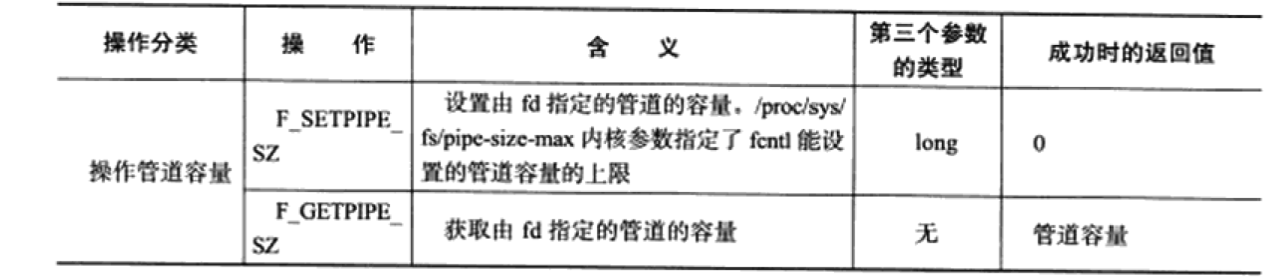 操作分类 操 作 含 义 第三个参数的类型 成功时的返回值
操作管道容量
F_SETPIPE_
SZ
设置由 fd 指定的管道的容量。/proc/sys/
fs/pipe-size-max 内核参数指定了 fcntl 能设
置的管道容量的上限
long
0
F_GETPIPE_
SZ
获取由 fd 指定的管道的容量
无
管道容量